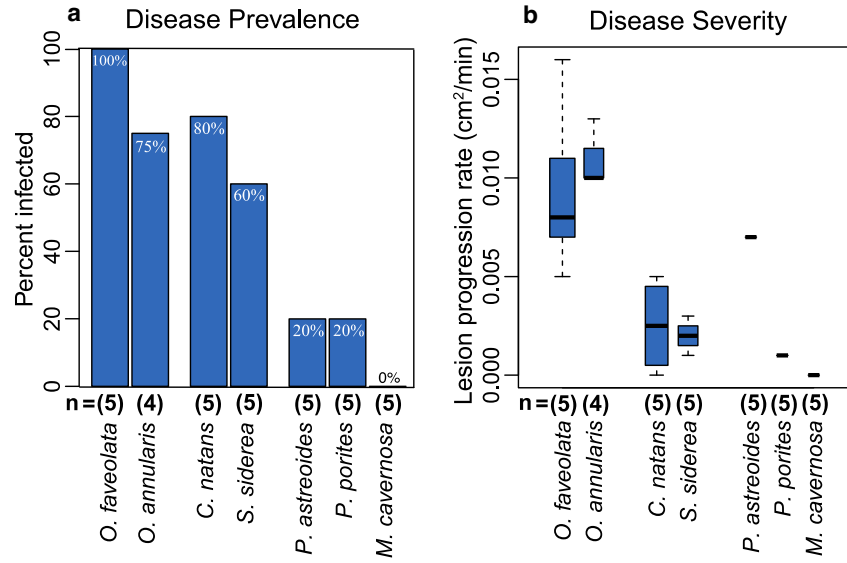 a Disease Prevalence
Percent infected
100
80
60
40
20
0
100%
75%
80%
60%
20%
20%
0%
n=(5) (4) (5) (5) (5) (5) (5)
O. faveolata
O. annularis
C. natans
S. siderea
P. astreoides
P. porites
M. cavernosa
b Disease Severity
Lesion progression rate (cm²/min)
0.015
0.010
0.005
0.000
n=(5) (4) (5) (5) (5) (5) (5)
O. faveolata
O. annularis
C. natans
S. siderea
P. astreoides
P. porites
M. cavernosa